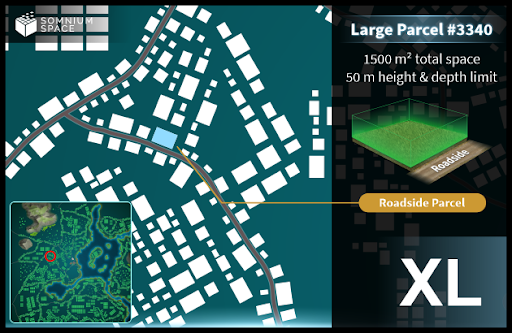 SOMNIUM
SPACE
Large Parcel #3340
1500 m² total space
50 m height & depth limit
Roadside
Roadside Parcel
XL